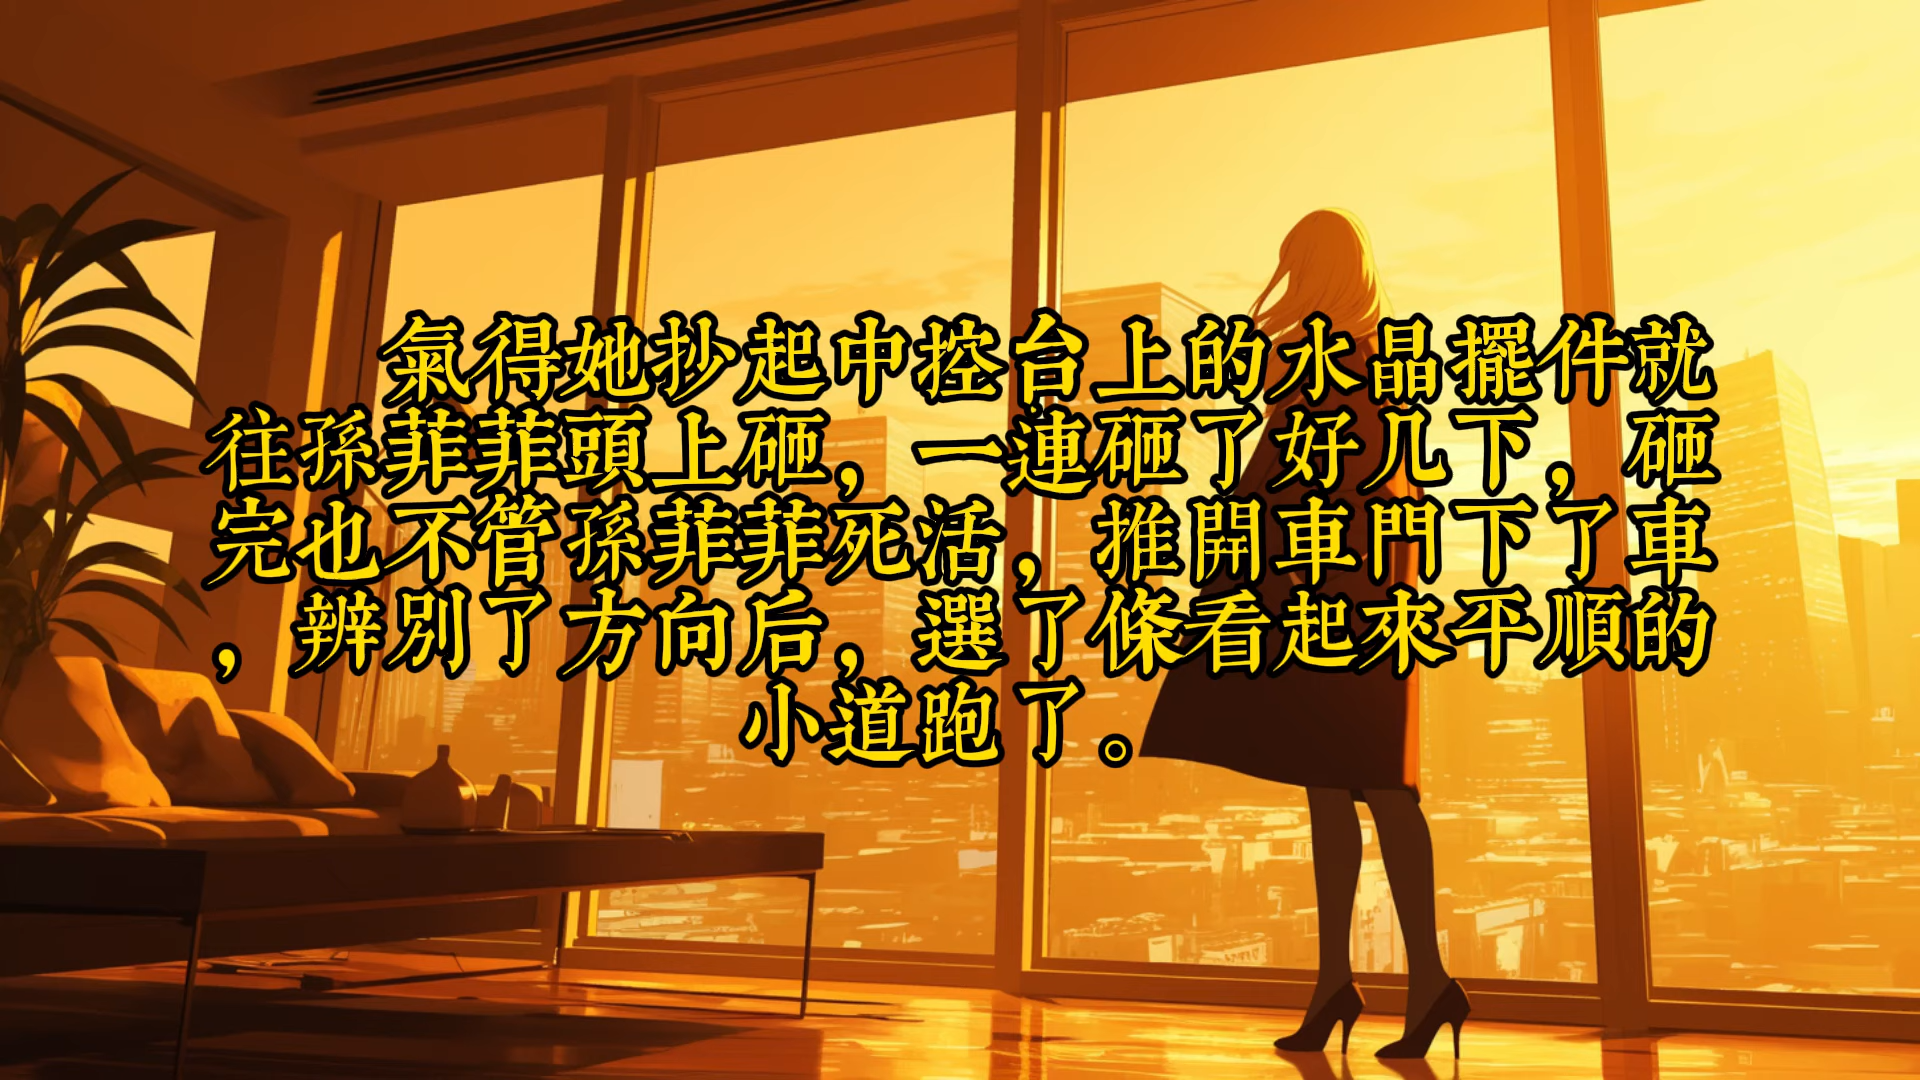 氣得她抄起中控台上的水晶擺件就
往孫菲菲頭上砸，一連砸了好几下，砸
完也不管孫菲菲死活，推開車門下了車
，辨別了方向后，選了條看起來平順的
小道跑了。